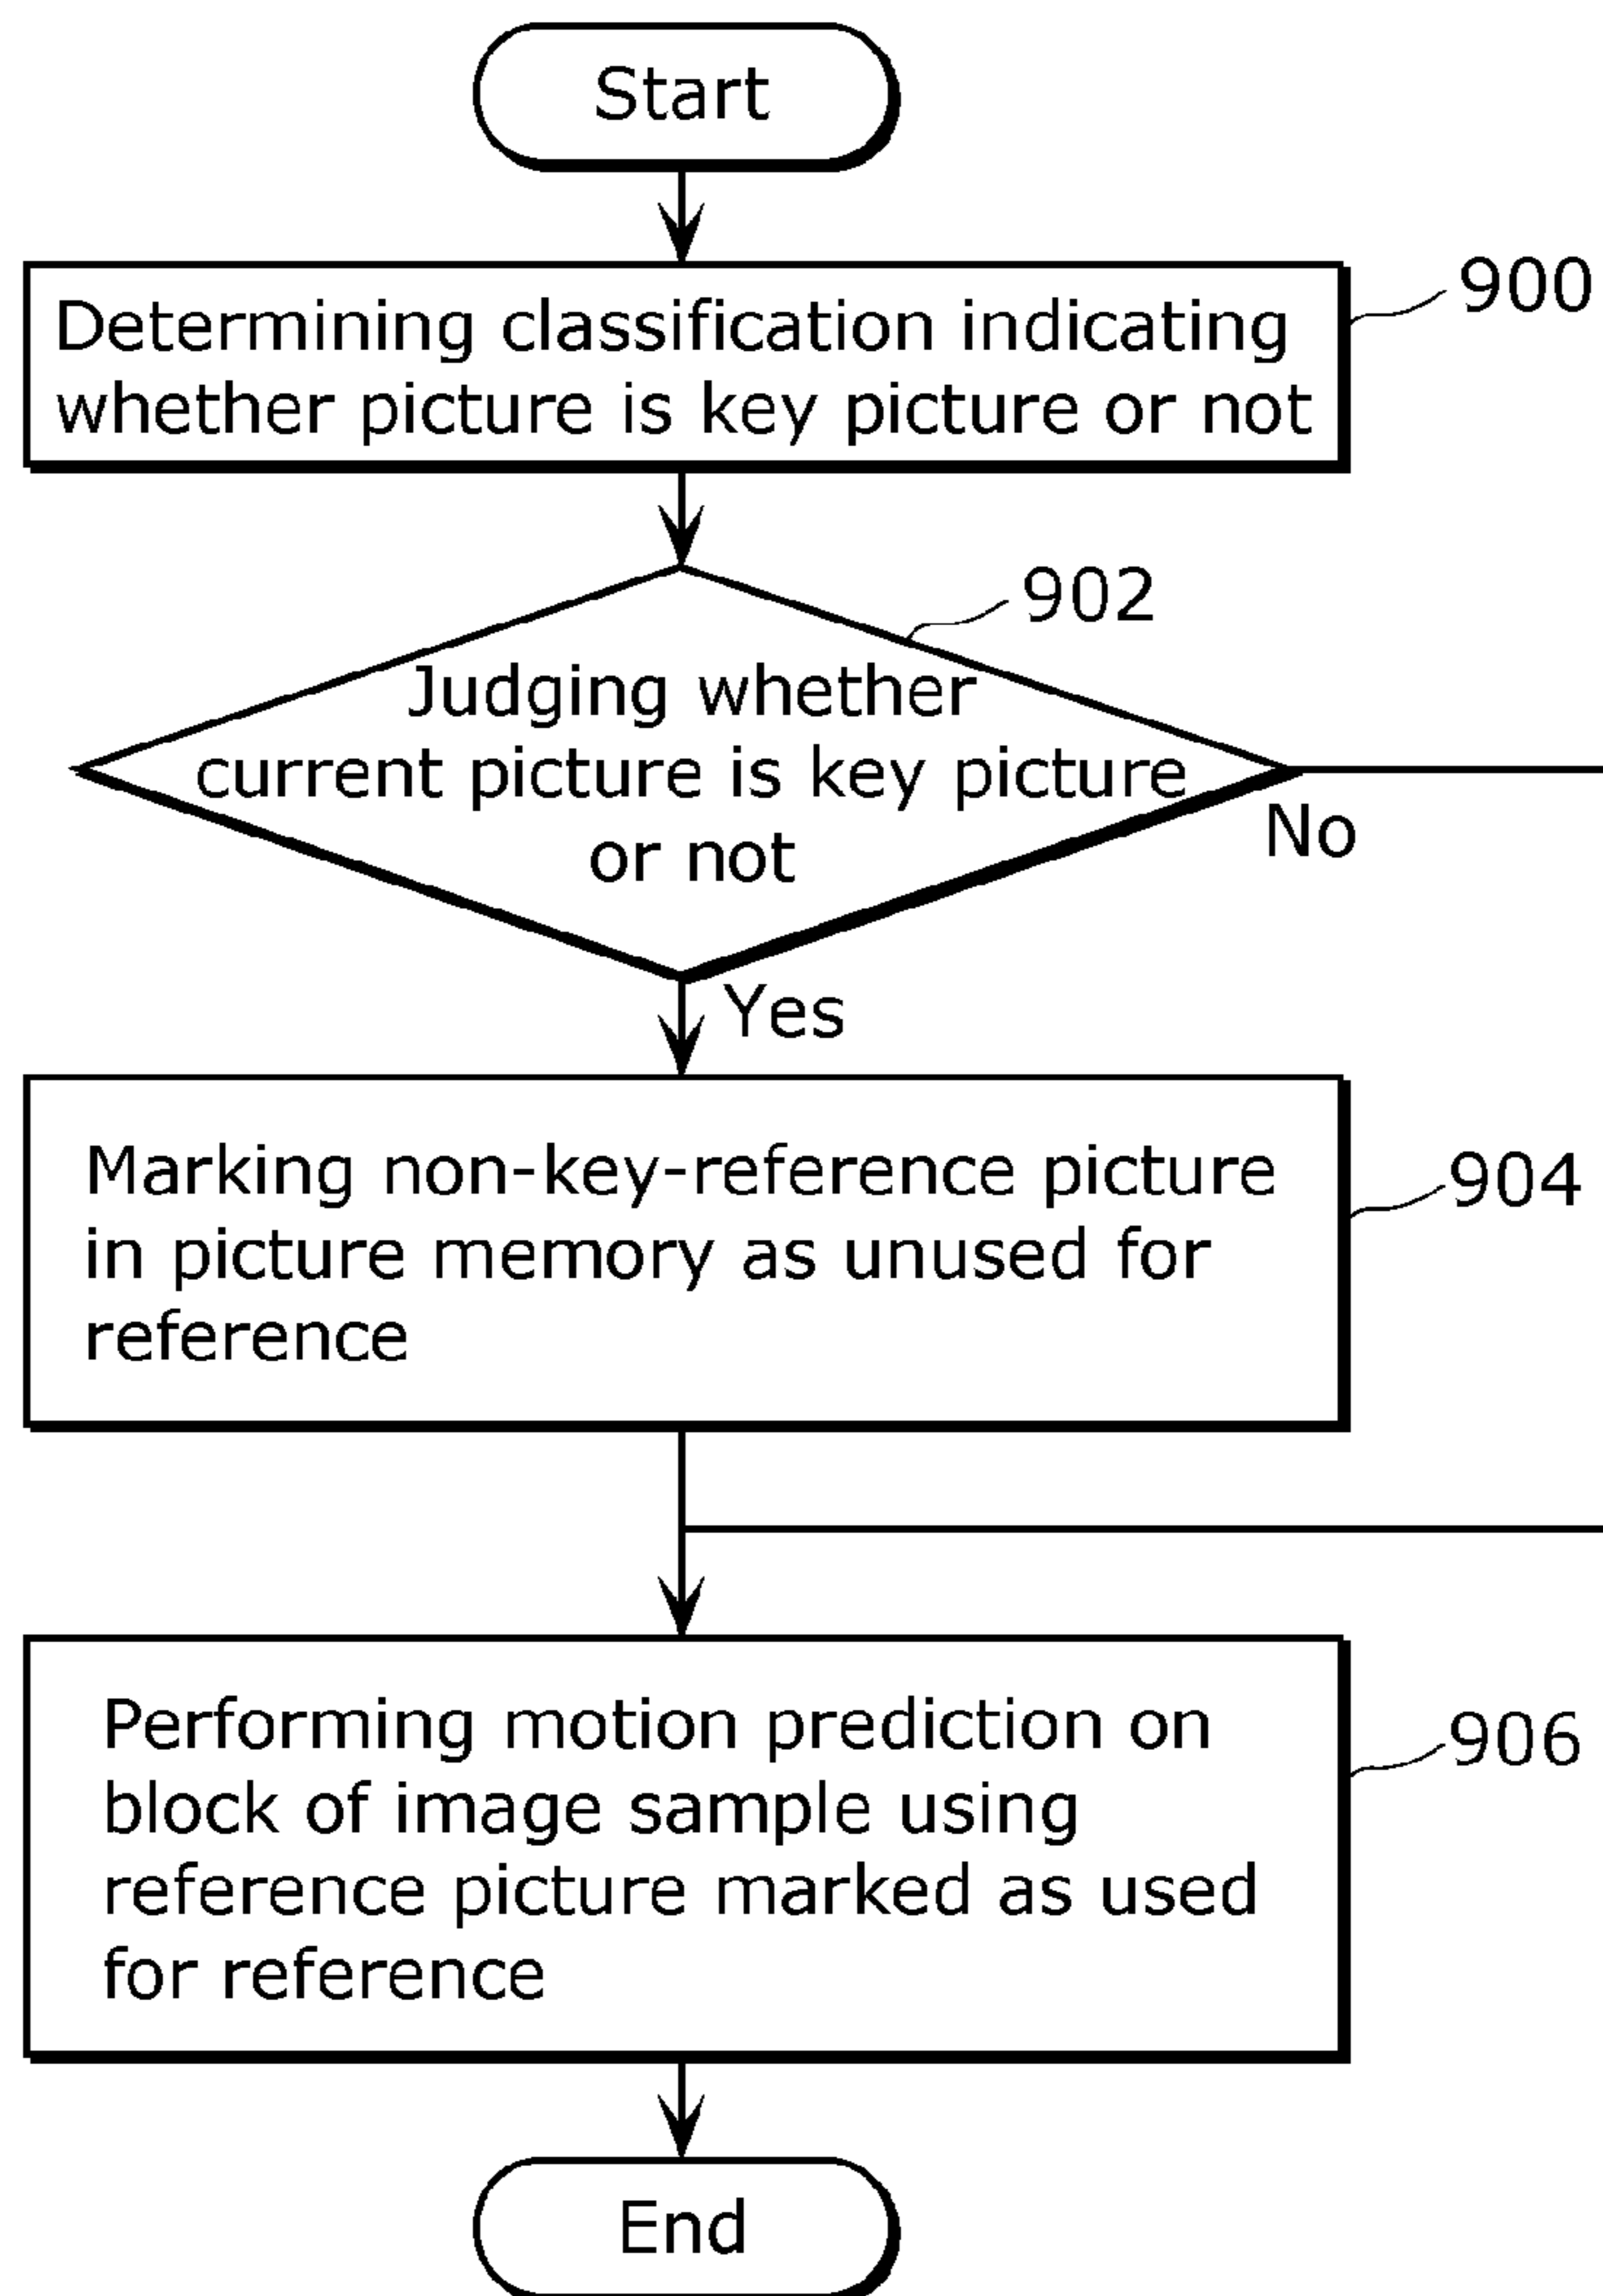 Start
900
Determining classification indicating
whether picture is key picture or not
902
Judging whether
current picture is key picture
or not
No
Yes
904
Marking non-key-reference picture
in picture memory as unused for
reference
906
Performing motion prediction on
block of image sample using
reference picture marked as used
for reference
End